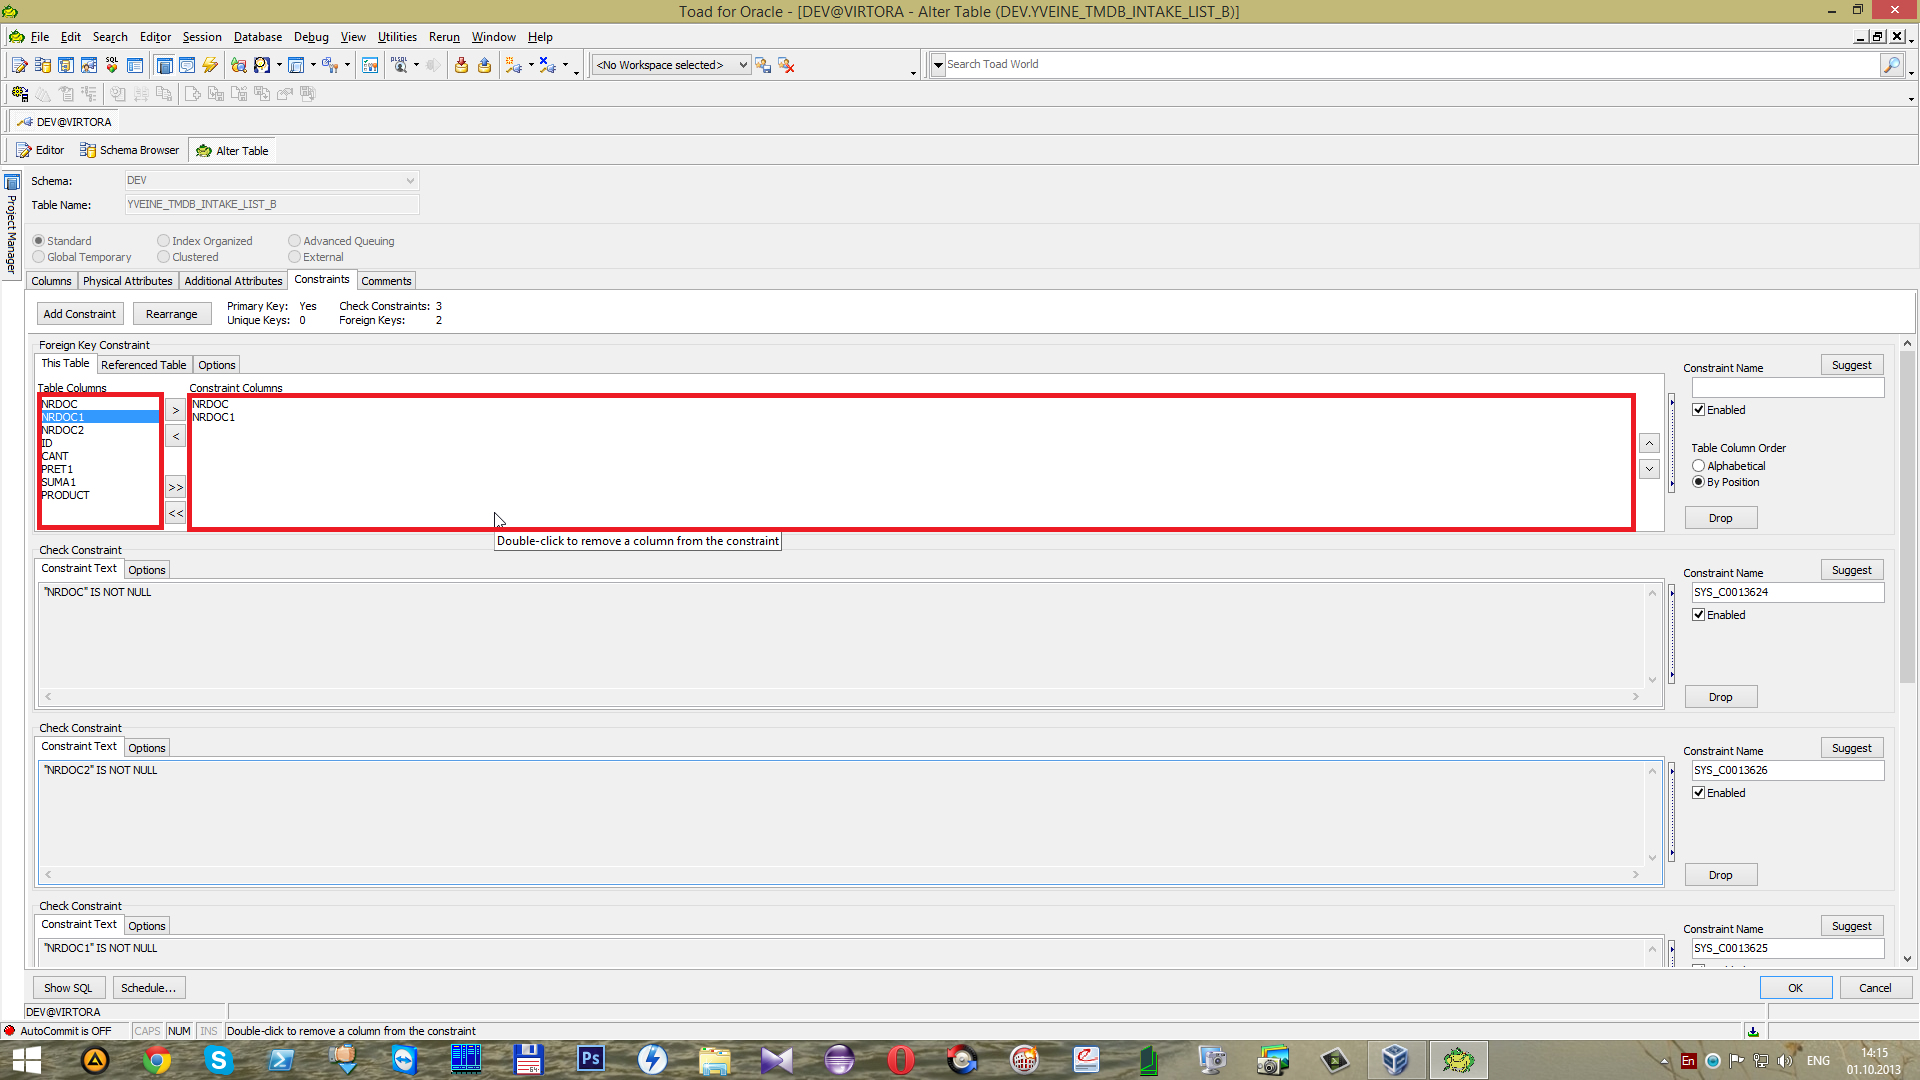 Toad for Oracle - [DEV@VIRTORA - Alter Table (DEV.YVEINE_TMDB_INTAKE_LIST_B)]
File Edit Search Editor Session Database Debug View Utilities Rerun Window Help
<No Workspace selected>
Search Toad World
DEV@VIRTORA
Editor Schema Browser Alter Table
Project Manager
Schema: DEV
Table Name: YVEINE_TMDB_INTAKE_LIST_B
Standard Index Organized Advanced Queuing
Global Temporary Clustered External
Columns Physical Attributes Additional Attributes Constraints Comments
Add Constraint Rearrange
Primary Key: Yes Check Constraints: 3
Unique Keys: 0 Foreign Keys: 2
Foreign Key Constraint
This Table Referenced Table Options
Table Columns
NRDOC
NRDOC1
NRDOC2
ID
CANT
PRET1
SUMA1
PRODUCT
>
<
>>
<<
Constraint Columns
NRDOC
NRDOC1
Double-click to remove a column from the constraint
Constraint Name Suggest
Enabled
Table Column Order
Alphabetical
By Position
Drop
Check Constraint
Constraint Text Options
"NRDOC" IS NOT NULL
Constraint Name Suggest
SYS_C0013624
Enabled
Drop
Check Constraint
Constraint Text Options
"NRDOC2" IS NOT NULL
Constraint Name Suggest
SYS_C0013626
Enabled
Drop
Check Constraint
Constraint Text Options
"NRDOC1" IS NOT NULL
Constraint Name Suggest
SYS_C0013625
Show SQL Schedule... OK Cancel
DEV@VIRTORA
AutoCommit is OFF CAPS NUM INS Double-click to remove a column from the constraint
Ps
En
ENG
14:15
01.10.2013